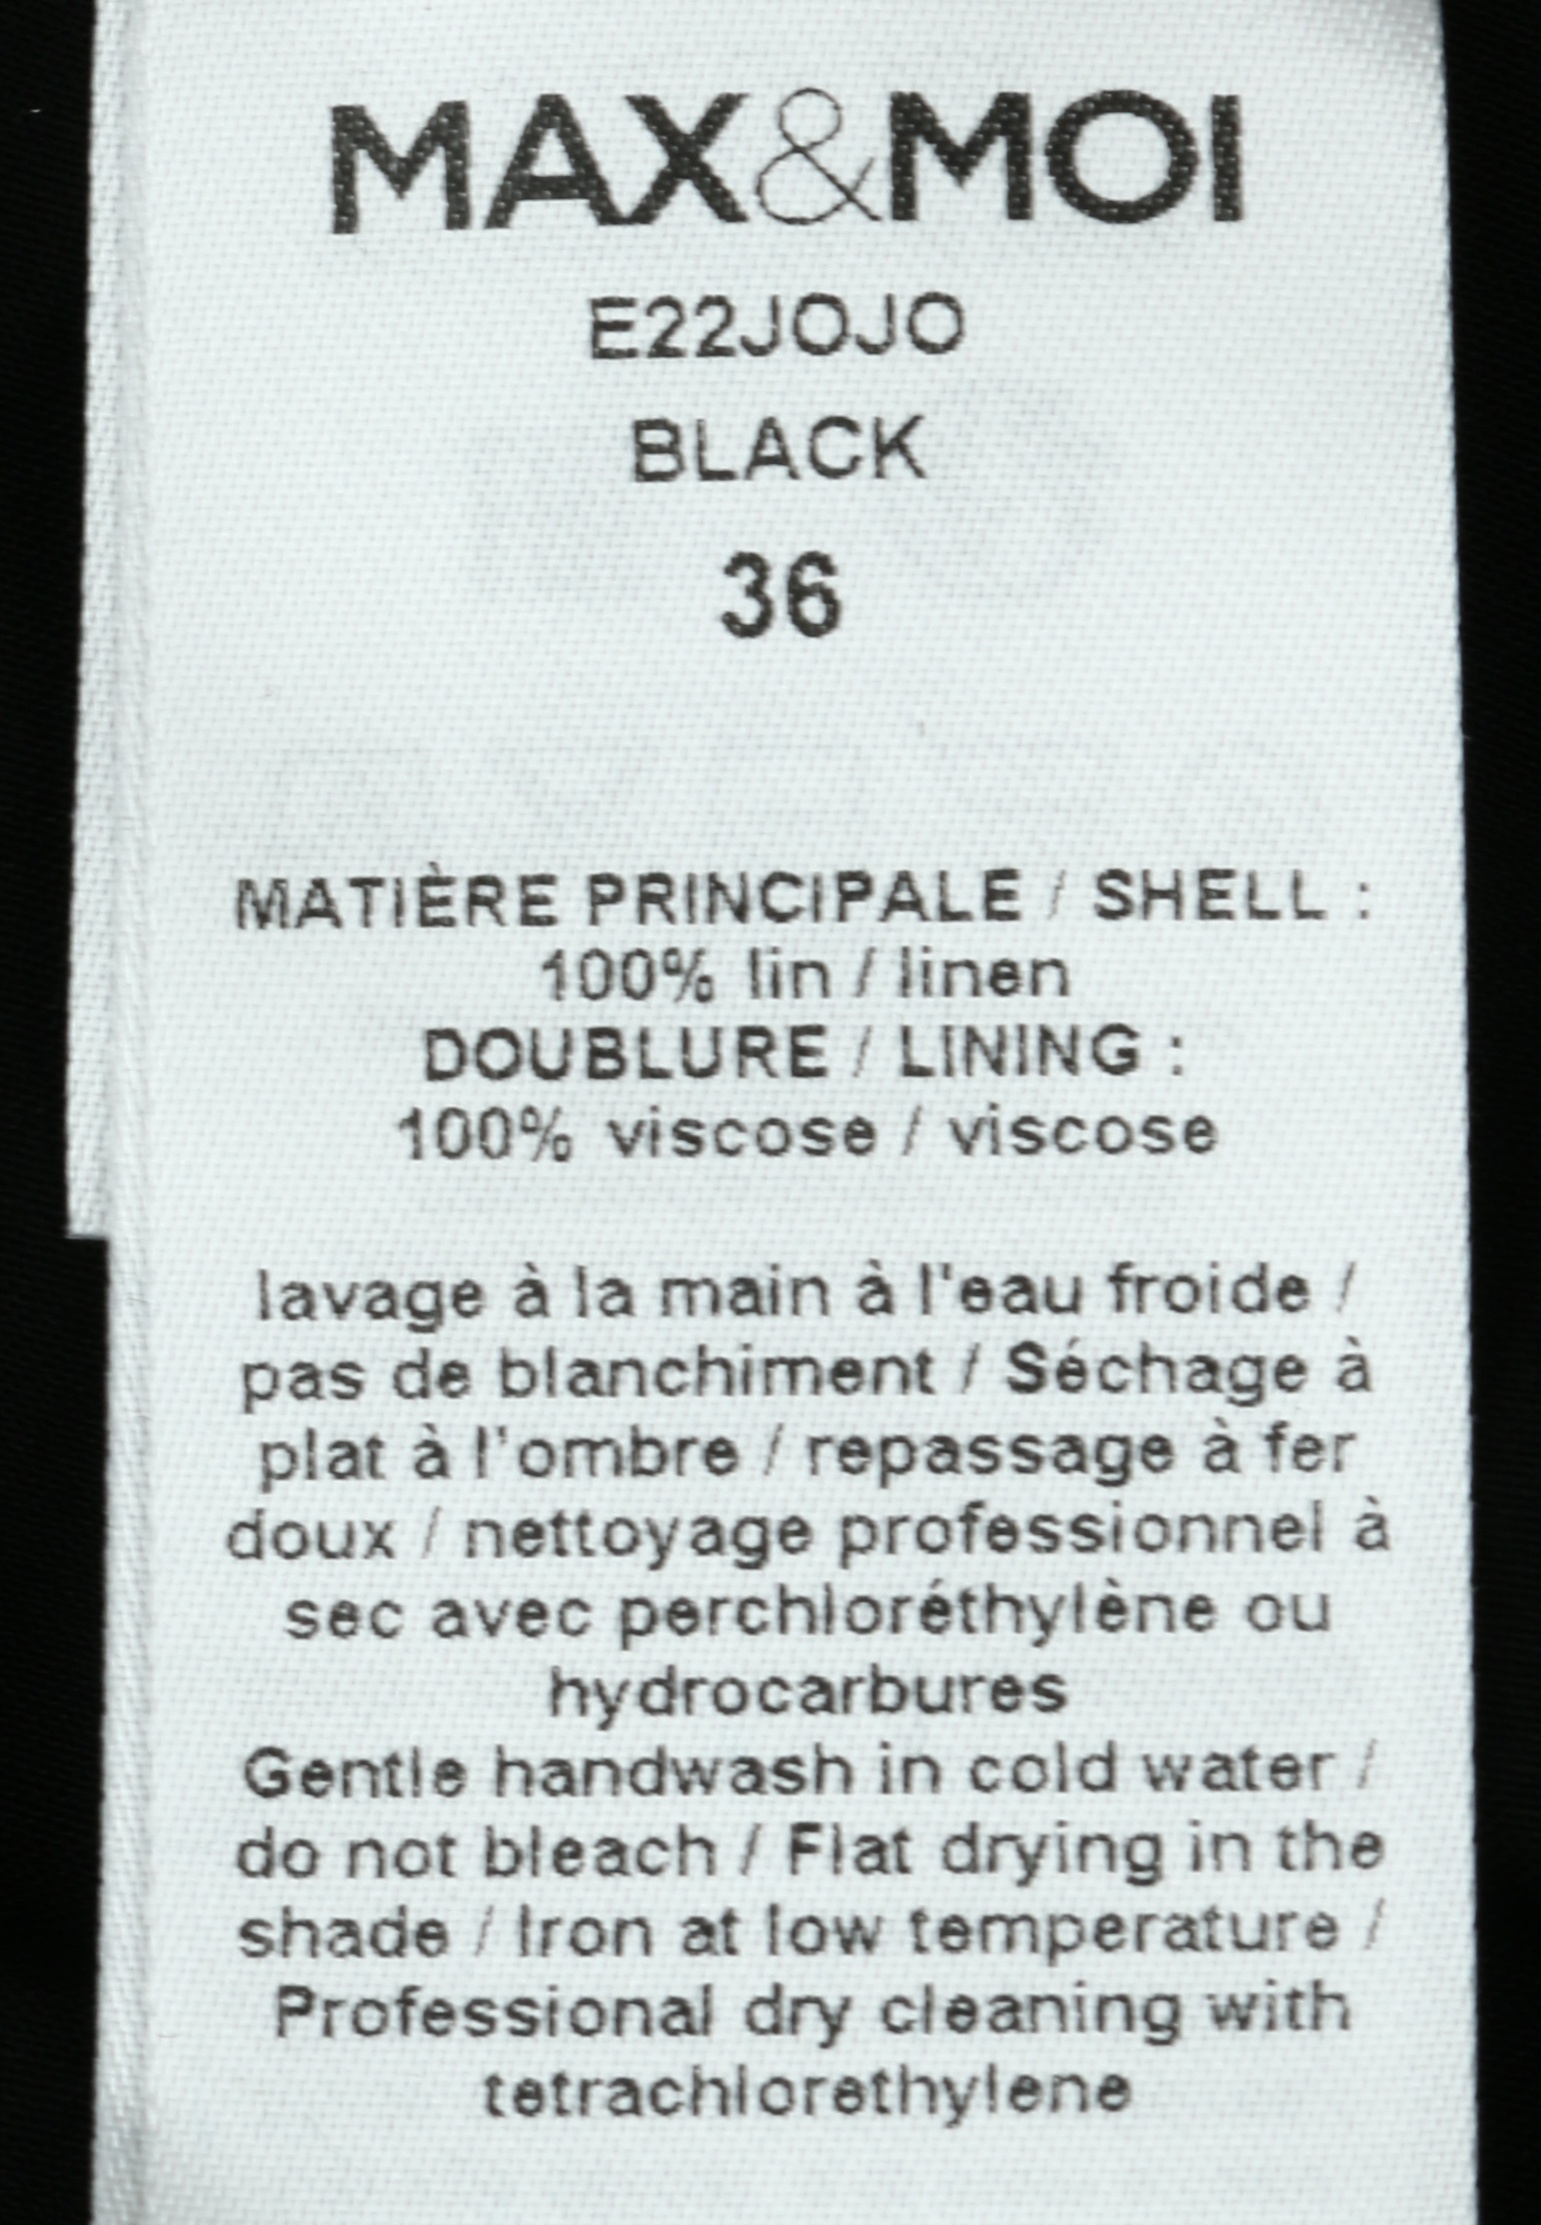 MAX&MOI
E22JOJO
BLACK
36
MATIÈRE PRINCIPALE / SHELL :
100% lin / linen
DOUBLURE / LINING :
100% viscose / viscose
lavage à la main à l'eau froide /
pas de blanchiment / Séchage à
plat à l'ombre / repassage à fer
doux / nettoyage professionnel à
sec avec perchloréthylène ou
hydrocarbures
Gentle handwash in cold water /
do not bleach / Flat drying in the
shade / Iron at low temperature /
Professional dry cleaning with
tetrachlorethylene